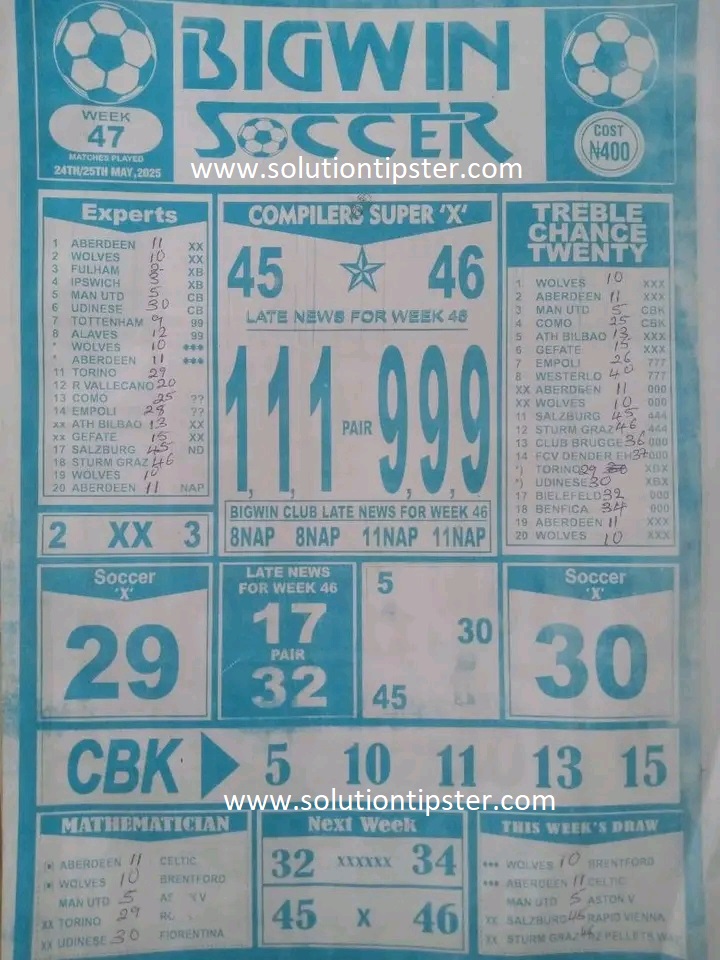 BIGWIN
SOCCER
WEEK
47
MATCHES PLAYED
24TH/25TH MAY, 2025
COST
₦400
www.solutiontipster.com
Experts
1 ABERDEEN 11 XX
2 WOLVES 10 XX
3 FULHAM XB
4 IPSWICH 3 XB
5 MAN UTD 5 CB
6 UDINESE 30 CB
7 TOTTENHAM 9 99
8 ALAVES 12 99
* WOLVES 10 ***
* ABERDEEN 11 ***
11 TORINO 29
12 R VALLECANO 20
13 COMO 25 ??
14 EMPOLI 28 ??
XX ATH BILBAO 13 XX
XX GEFATE 15 XX
17 SALZBURG 45 ND
18 STURM GRAZ 46
19 WOLVES 10
20 ABERDEEN 11 NAP
2 XX 3
COMPILERS SUPER 'X'
45 46
LATE NEWS FOR WEEK 46
1,1,1 PAIR 9,9,9
BIGWIN CLUB LATE NEWS FOR WEEK 46
8NAP 8NAP 11NAP 11NAP
TREBLE
CHANCE
TWENTY
1 WOLVES 10 XXX
2 ABERDEEN 11 XXX
3 MAN UTD 5 CBK
4 COMO 25 CBK
5 ATH BILBAO 13 XXX
6 GEFATE 15 XXX
7 EMPOLI 26 777
8 WESTERLO 40 777
XX ABERDEEN 11 000
XX WOLVES 10 000
11 SALZBURG 45 444
12 STURM GRAZ 46 444
13 CLUB BRUGGE 36 000
14 FCV DENDER EH 37 000
*) TORINO 29 XBX
*) UDINESE 30 XBX
17 BIELEFELD 32 000
18 BENFICA 34 000
19 ABERDEEN 11 XXX
20 WOLVES 10 XXX
Soccer
'X'
29
LATE NEWS
FOR WEEK 46
17
PAIR
32
5
30
45
Soccer
'X'
30
CBK 5 10 11 13 15
www.solutiontipster.com
MATHEMATICIAN
ABERDEEN 11 CELTIC
WOLVES 10 BRENTFORD
MAN UTD 5
XX TORINO 29
XX UDINESE 30 FIORENTINA
Next Week
32 XXXXXX 34
45 X 46
THIS WEEK'S DRAW
*** WOLVES 10 BRENTFORD
*** ABERDEEN 11 CELTIC
MAN UTD 5 ASTON V
XX SALZBURG 45 RAPID VIENNA
XX STURM GRAZ 46